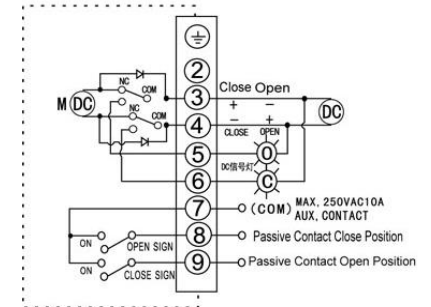 2
NC
COM
3
Close Open
+ −
M DC
DC
NC
COM
4
− +
CLOSE OPEN
5
O
DC信号灯
6
C
7
(COM) MAX, 250VAC10A
AUX, CONTACT
ON
OPEN SIGN
8
Passive Contact Close Position
ON
CLOSE SIGN
9
Passive Contact Open Position